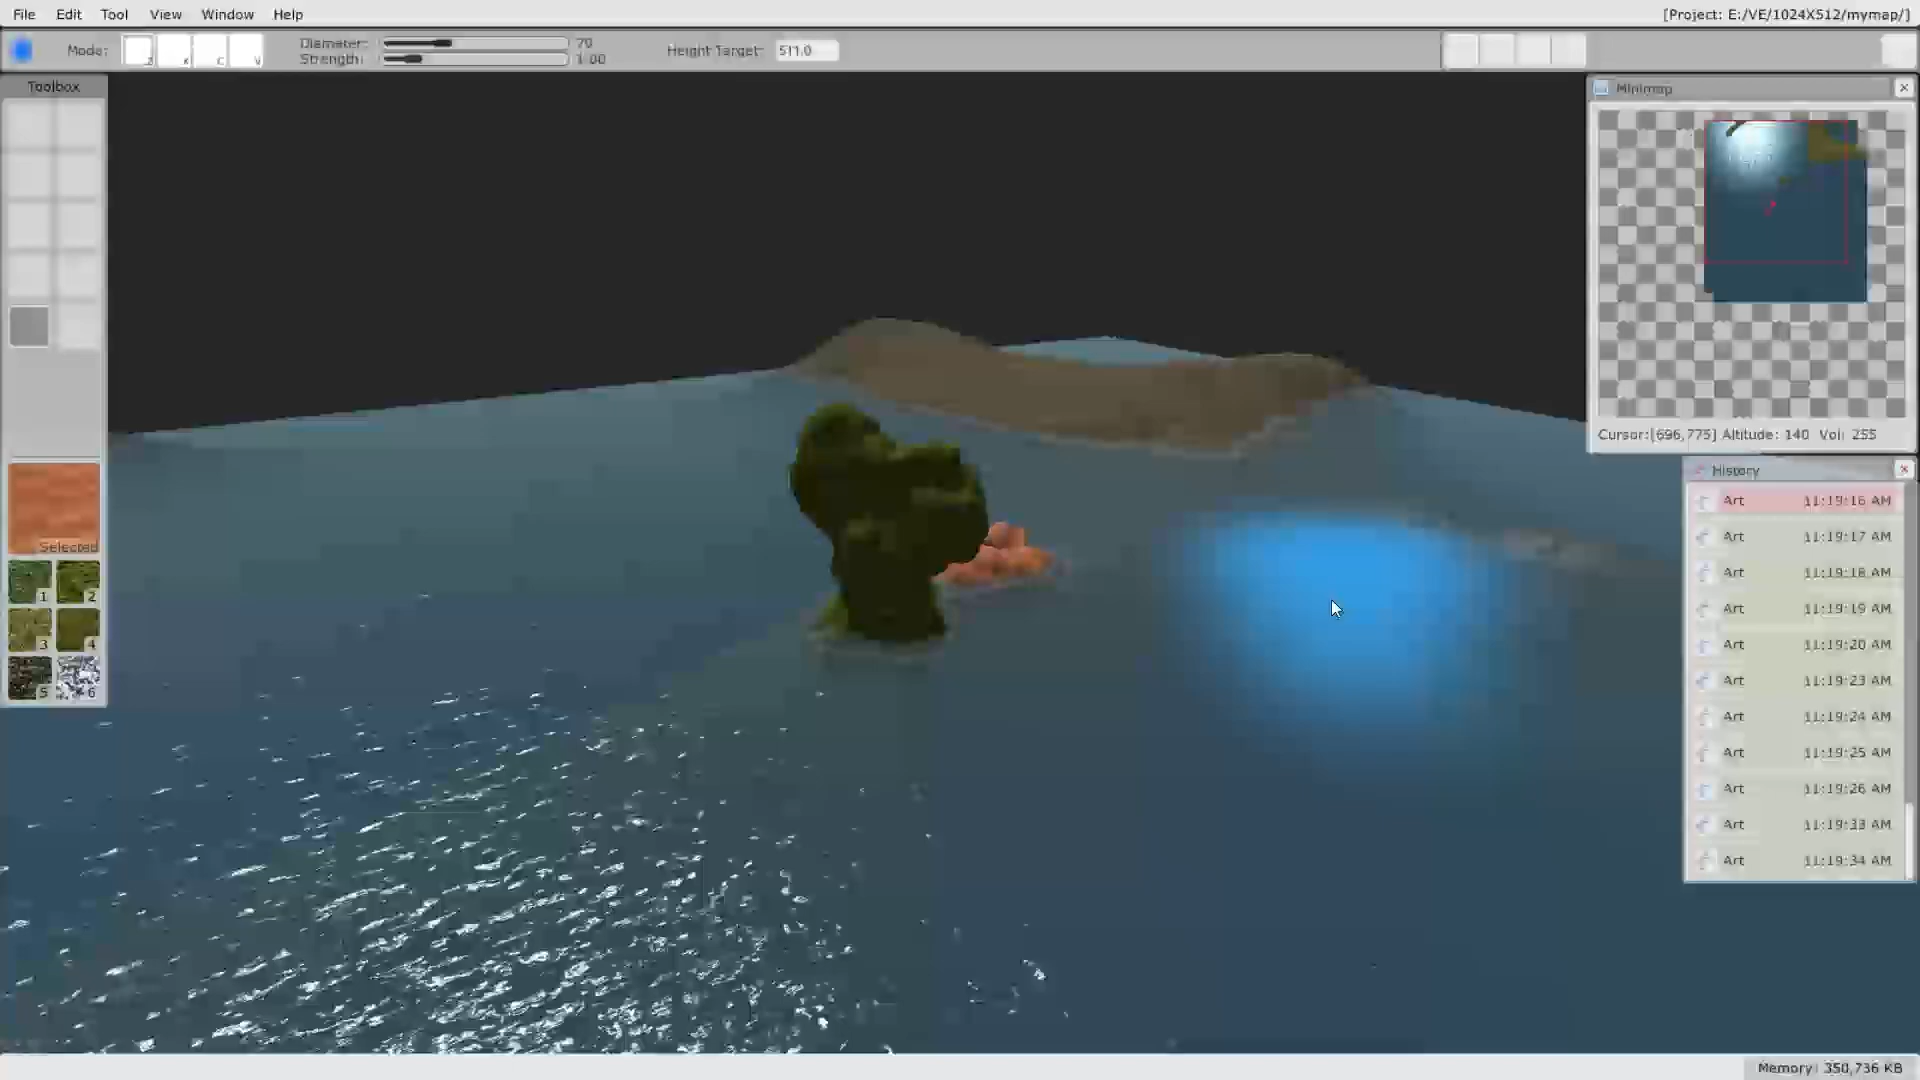 File Edit Tool View Window Help [Project: E:/VE/1024X512/mymap/]
Mode: Z X C V Diameter: 70 Height Target: 511.0
Strength: 1.00
Toolbox
Minimap
Cursor:[696,775] Altitude: 140 Vol: 255
History
Art 11:19:16 AM
Art 11:19:17 AM
Art 11:19:18 AM
Art 11:19:19 AM
Art 11:19:20 AM
Art 11:19:23 AM
Art 11:19:24 AM
Art 11:19:25 AM
Art 11:19:26 AM
Art 11:19:33 AM
Art 11:19:34 AM
Selected
1 2
3 4
5 6
Memory: 350,736 KB